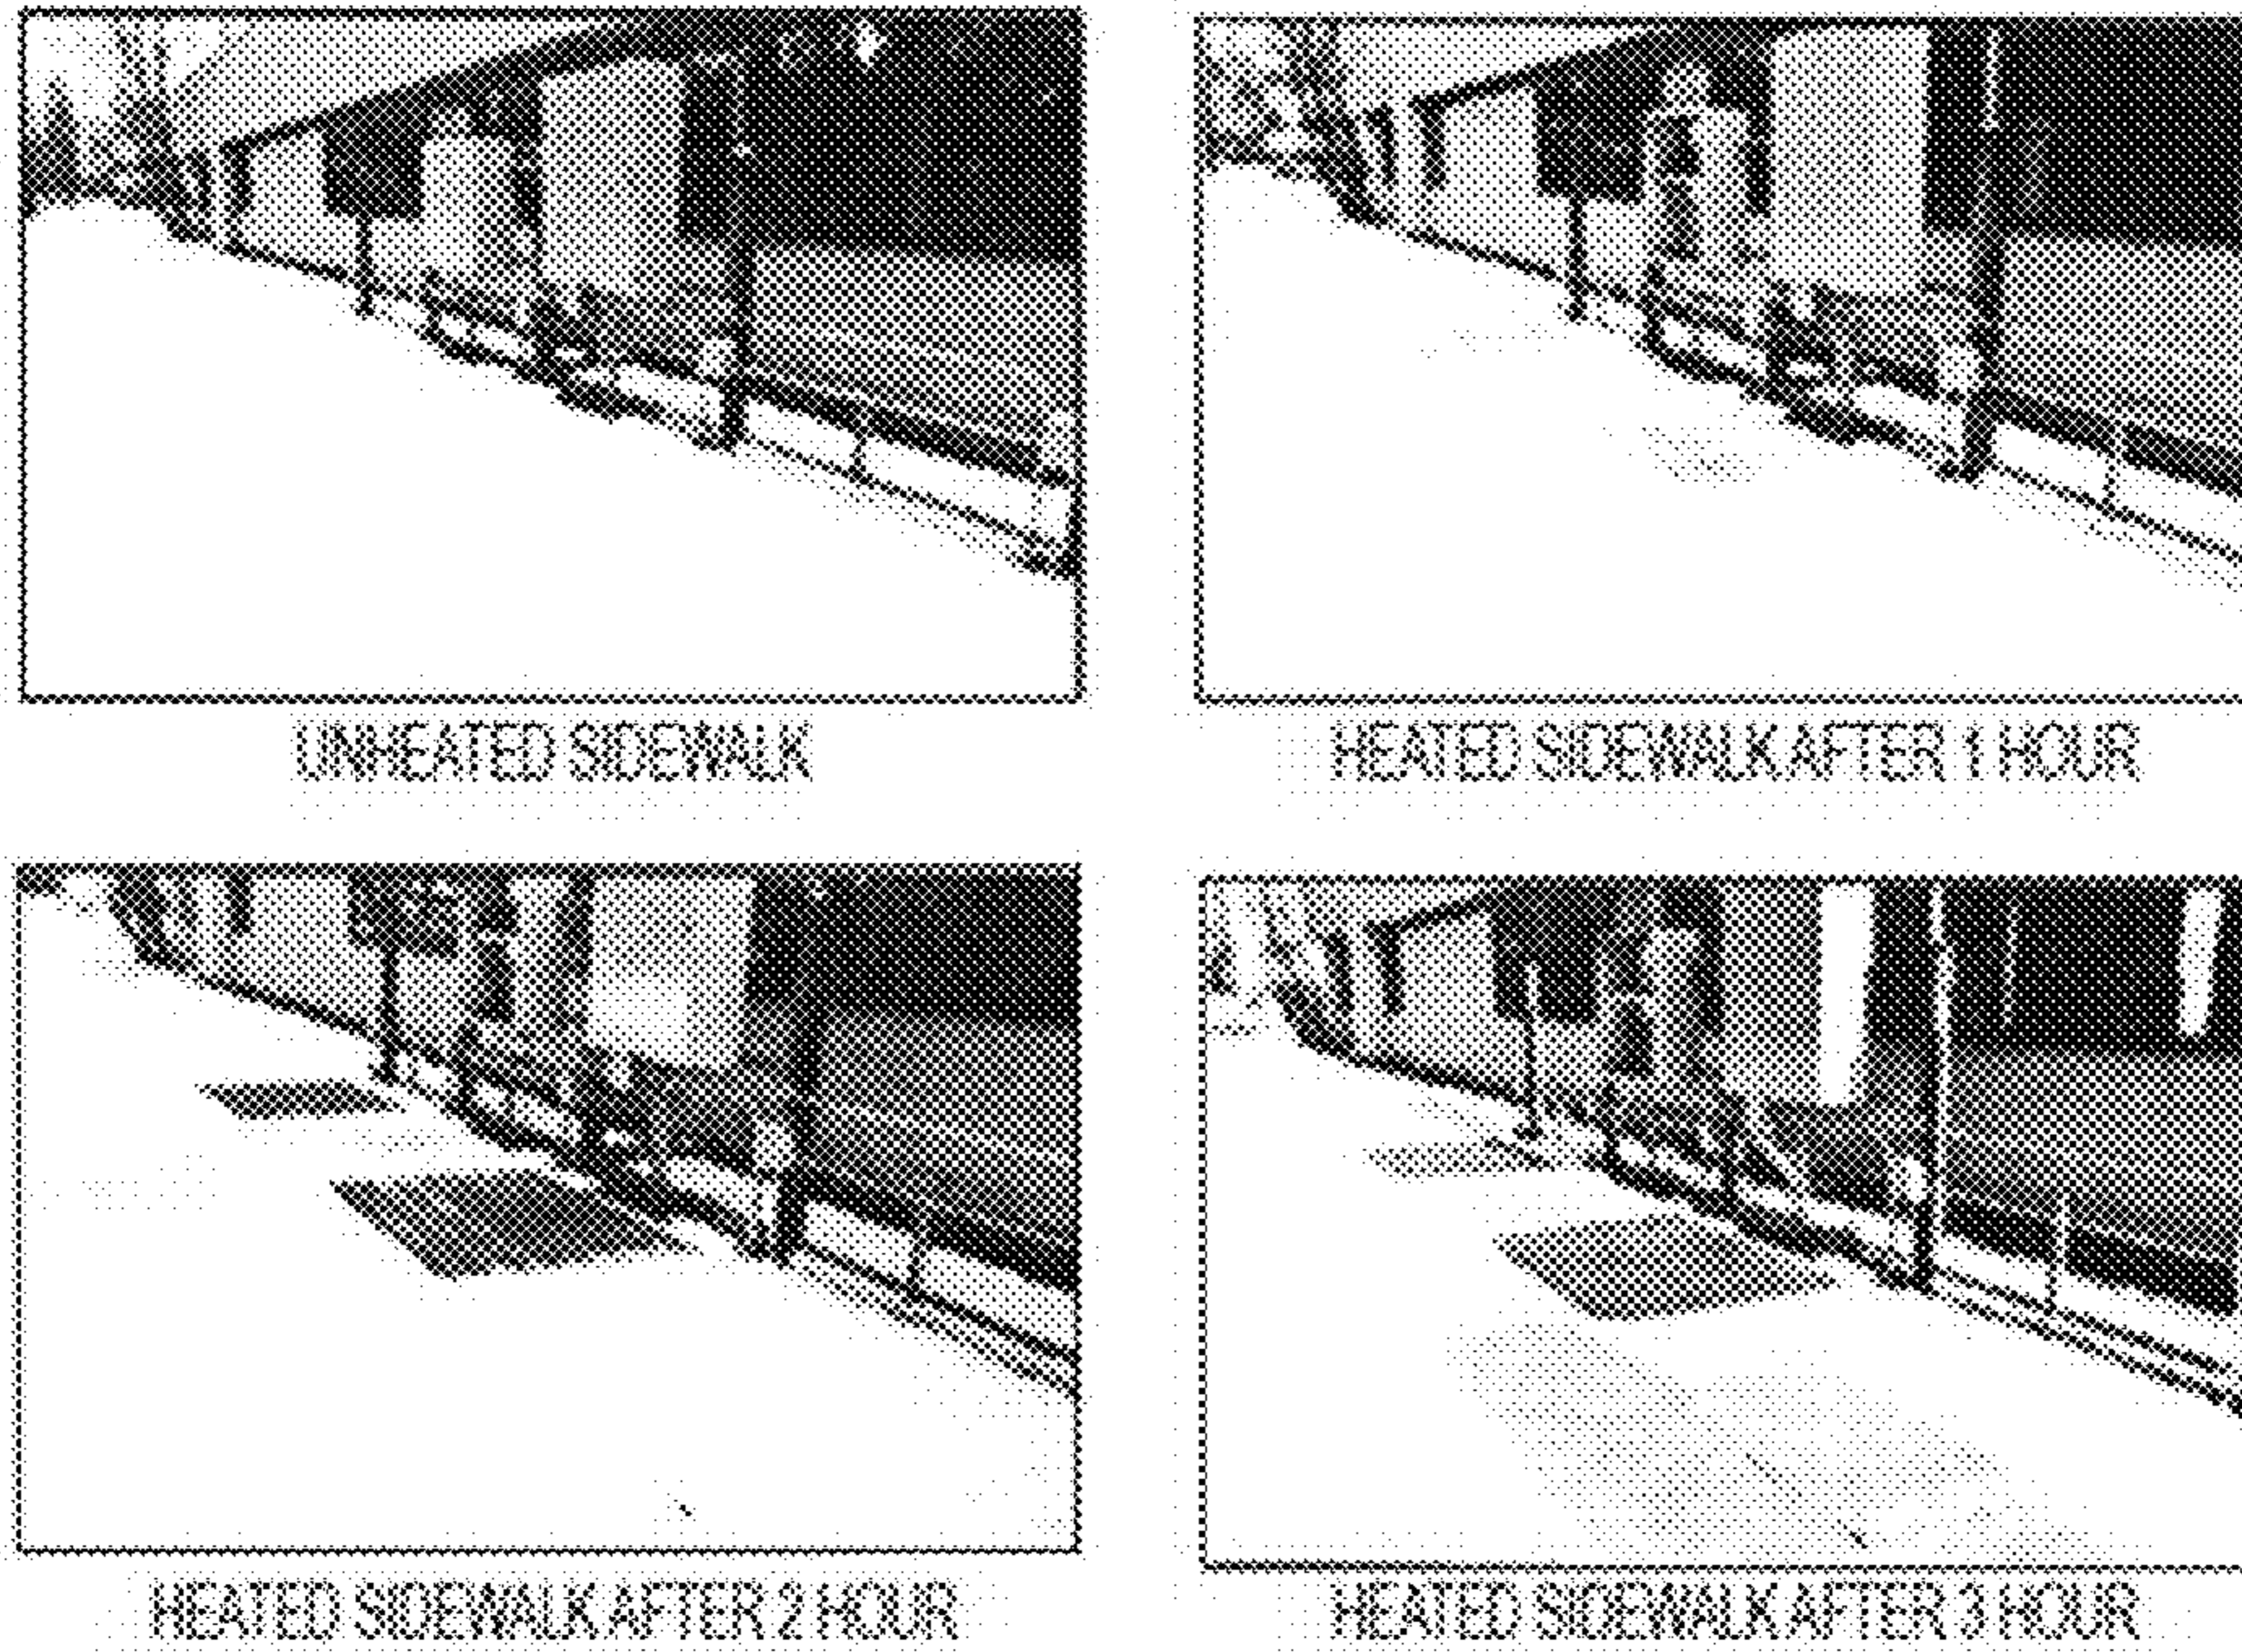 UNHEATED SIDEWALK
HEATED SIDEWALK AFTER 1 HOUR
HEATED SIDEWALK AFTER 2 HOUR
HEATED SIDEWALK AFTER 3 HOUR